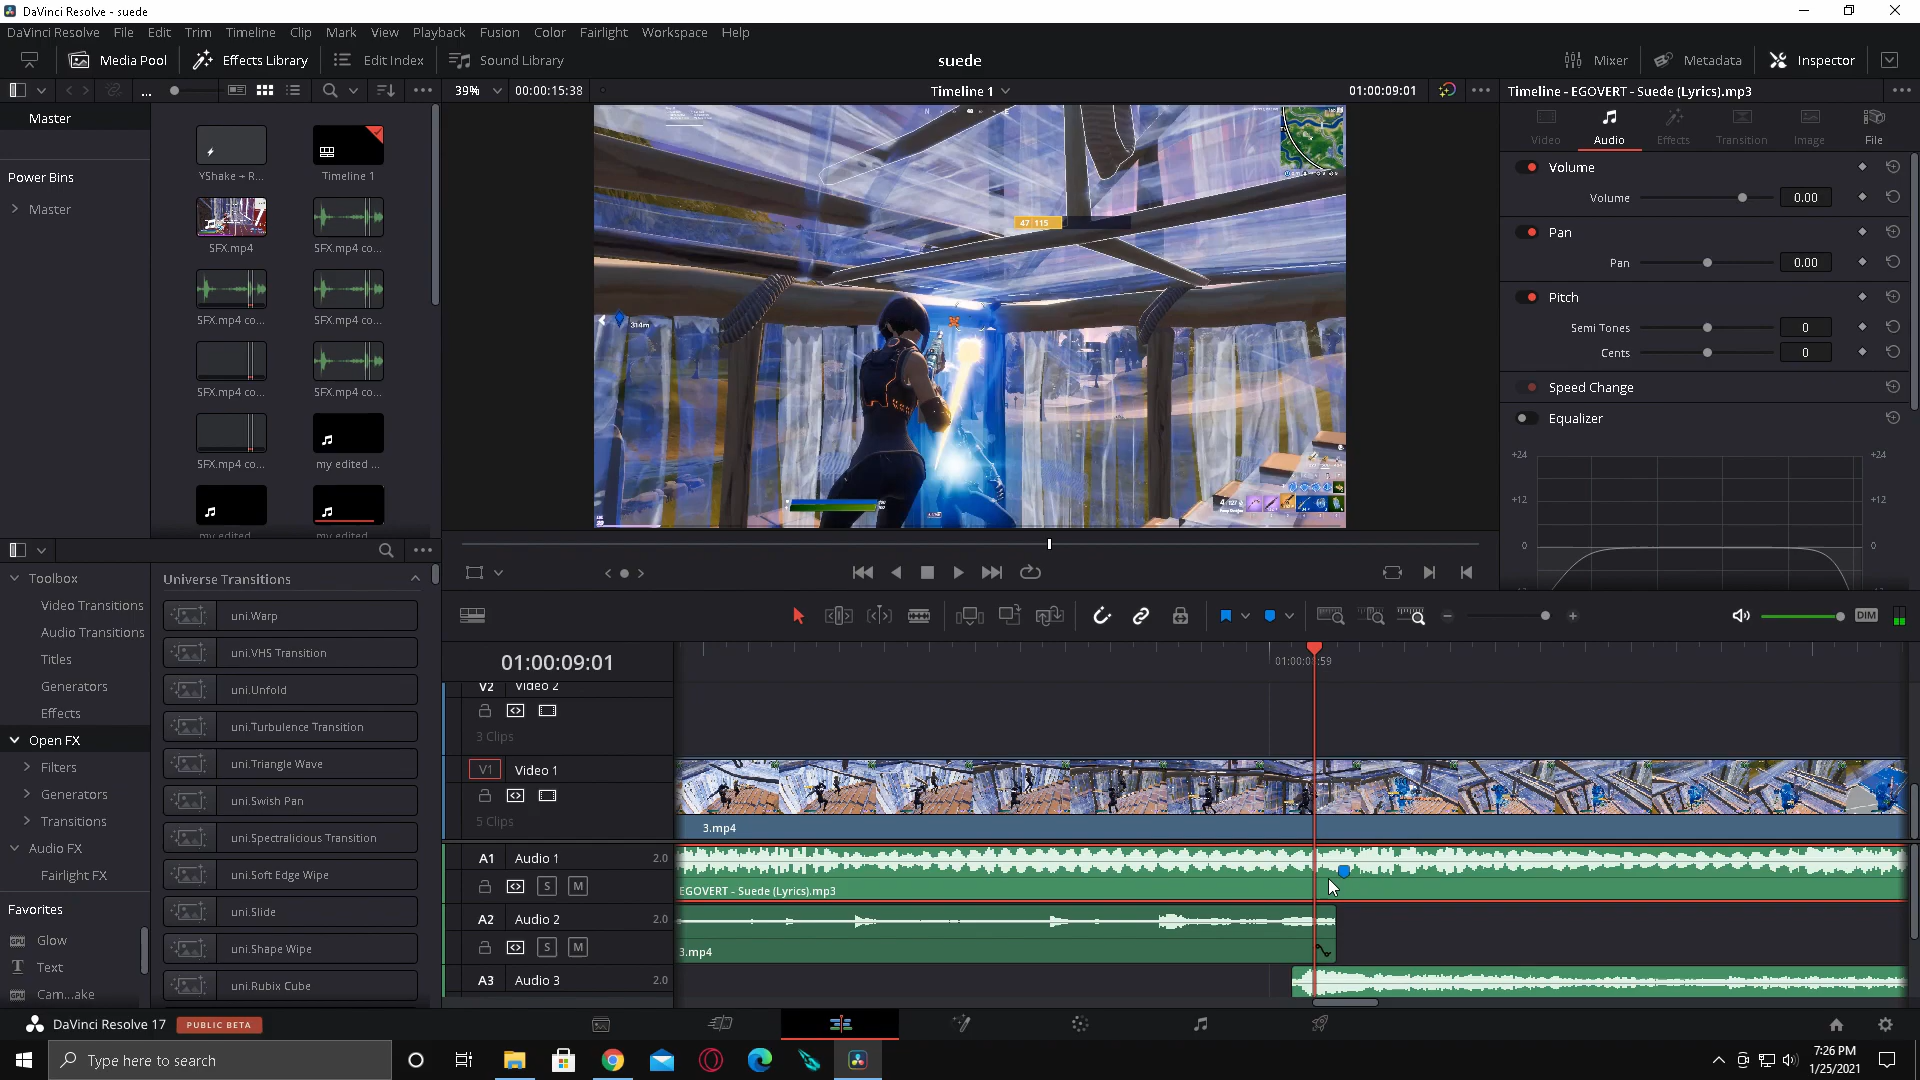 DaVinci Resolve - suede
DaVinci Resolve File Edit Trim Timeline Clip Mark View Playback Fusion Color Fairlight Workspace Help
Media Pool Effects Library Edit Index Sound Library suede Mixer Metadata Inspector
39% 00:00:15:38 Timeline 1 01:00:09:01 Timeline - EGOVERT - Suede (Lyrics).mp3
Master
Power Bins
Master
YShake + R... Timeline 1
SFX.mp4 SFX.mp4 co...
SFX.mp4 co... SFX.mp4 co...
SFX.mp4 co... SFX.mp4 co...
SFX.mp4 co... my edited ...
47 115
314m
Video Audio Effects Transition Image File
Volume
Volume 0.00
Pan
Pan 0.00
Pitch
Semi Tones 0
Cents 0
Speed Change
Equalizer
+24 +24
+12 +12
0 0
Toolbox
Video Transitions
Audio Transitions
Titles
Generators
Effects
Open FX
Filters
Generators
Transitions
Audio FX
Fairlight FX
Favorites
Glow
Text
Cam...ake
Universe Transitions
uni.Warp
uni.VHS Transition
uni.Unfold
uni.Turbulence Transition
uni.Triangle Wave
uni.Swish Pan
uni.Spectralicious Transition
uni.Soft Edge Wipe
uni.Slide
uni.Shape Wipe
uni.Rubix Cube
DIM
01:00:09:01
V2 Video 2
3 Clips
V1 Video 1
5 Clips
3.mp4
A1 Audio 1 2.0
S M
EGOVERT - Suede (Lyrics).mp3
A2 Audio 2 2.0
S M
3.mp4
A3 Audio 3 2.0
DaVinci Resolve 17 PUBLIC BETA
Type here to search
7:26 PM
1/25/2021